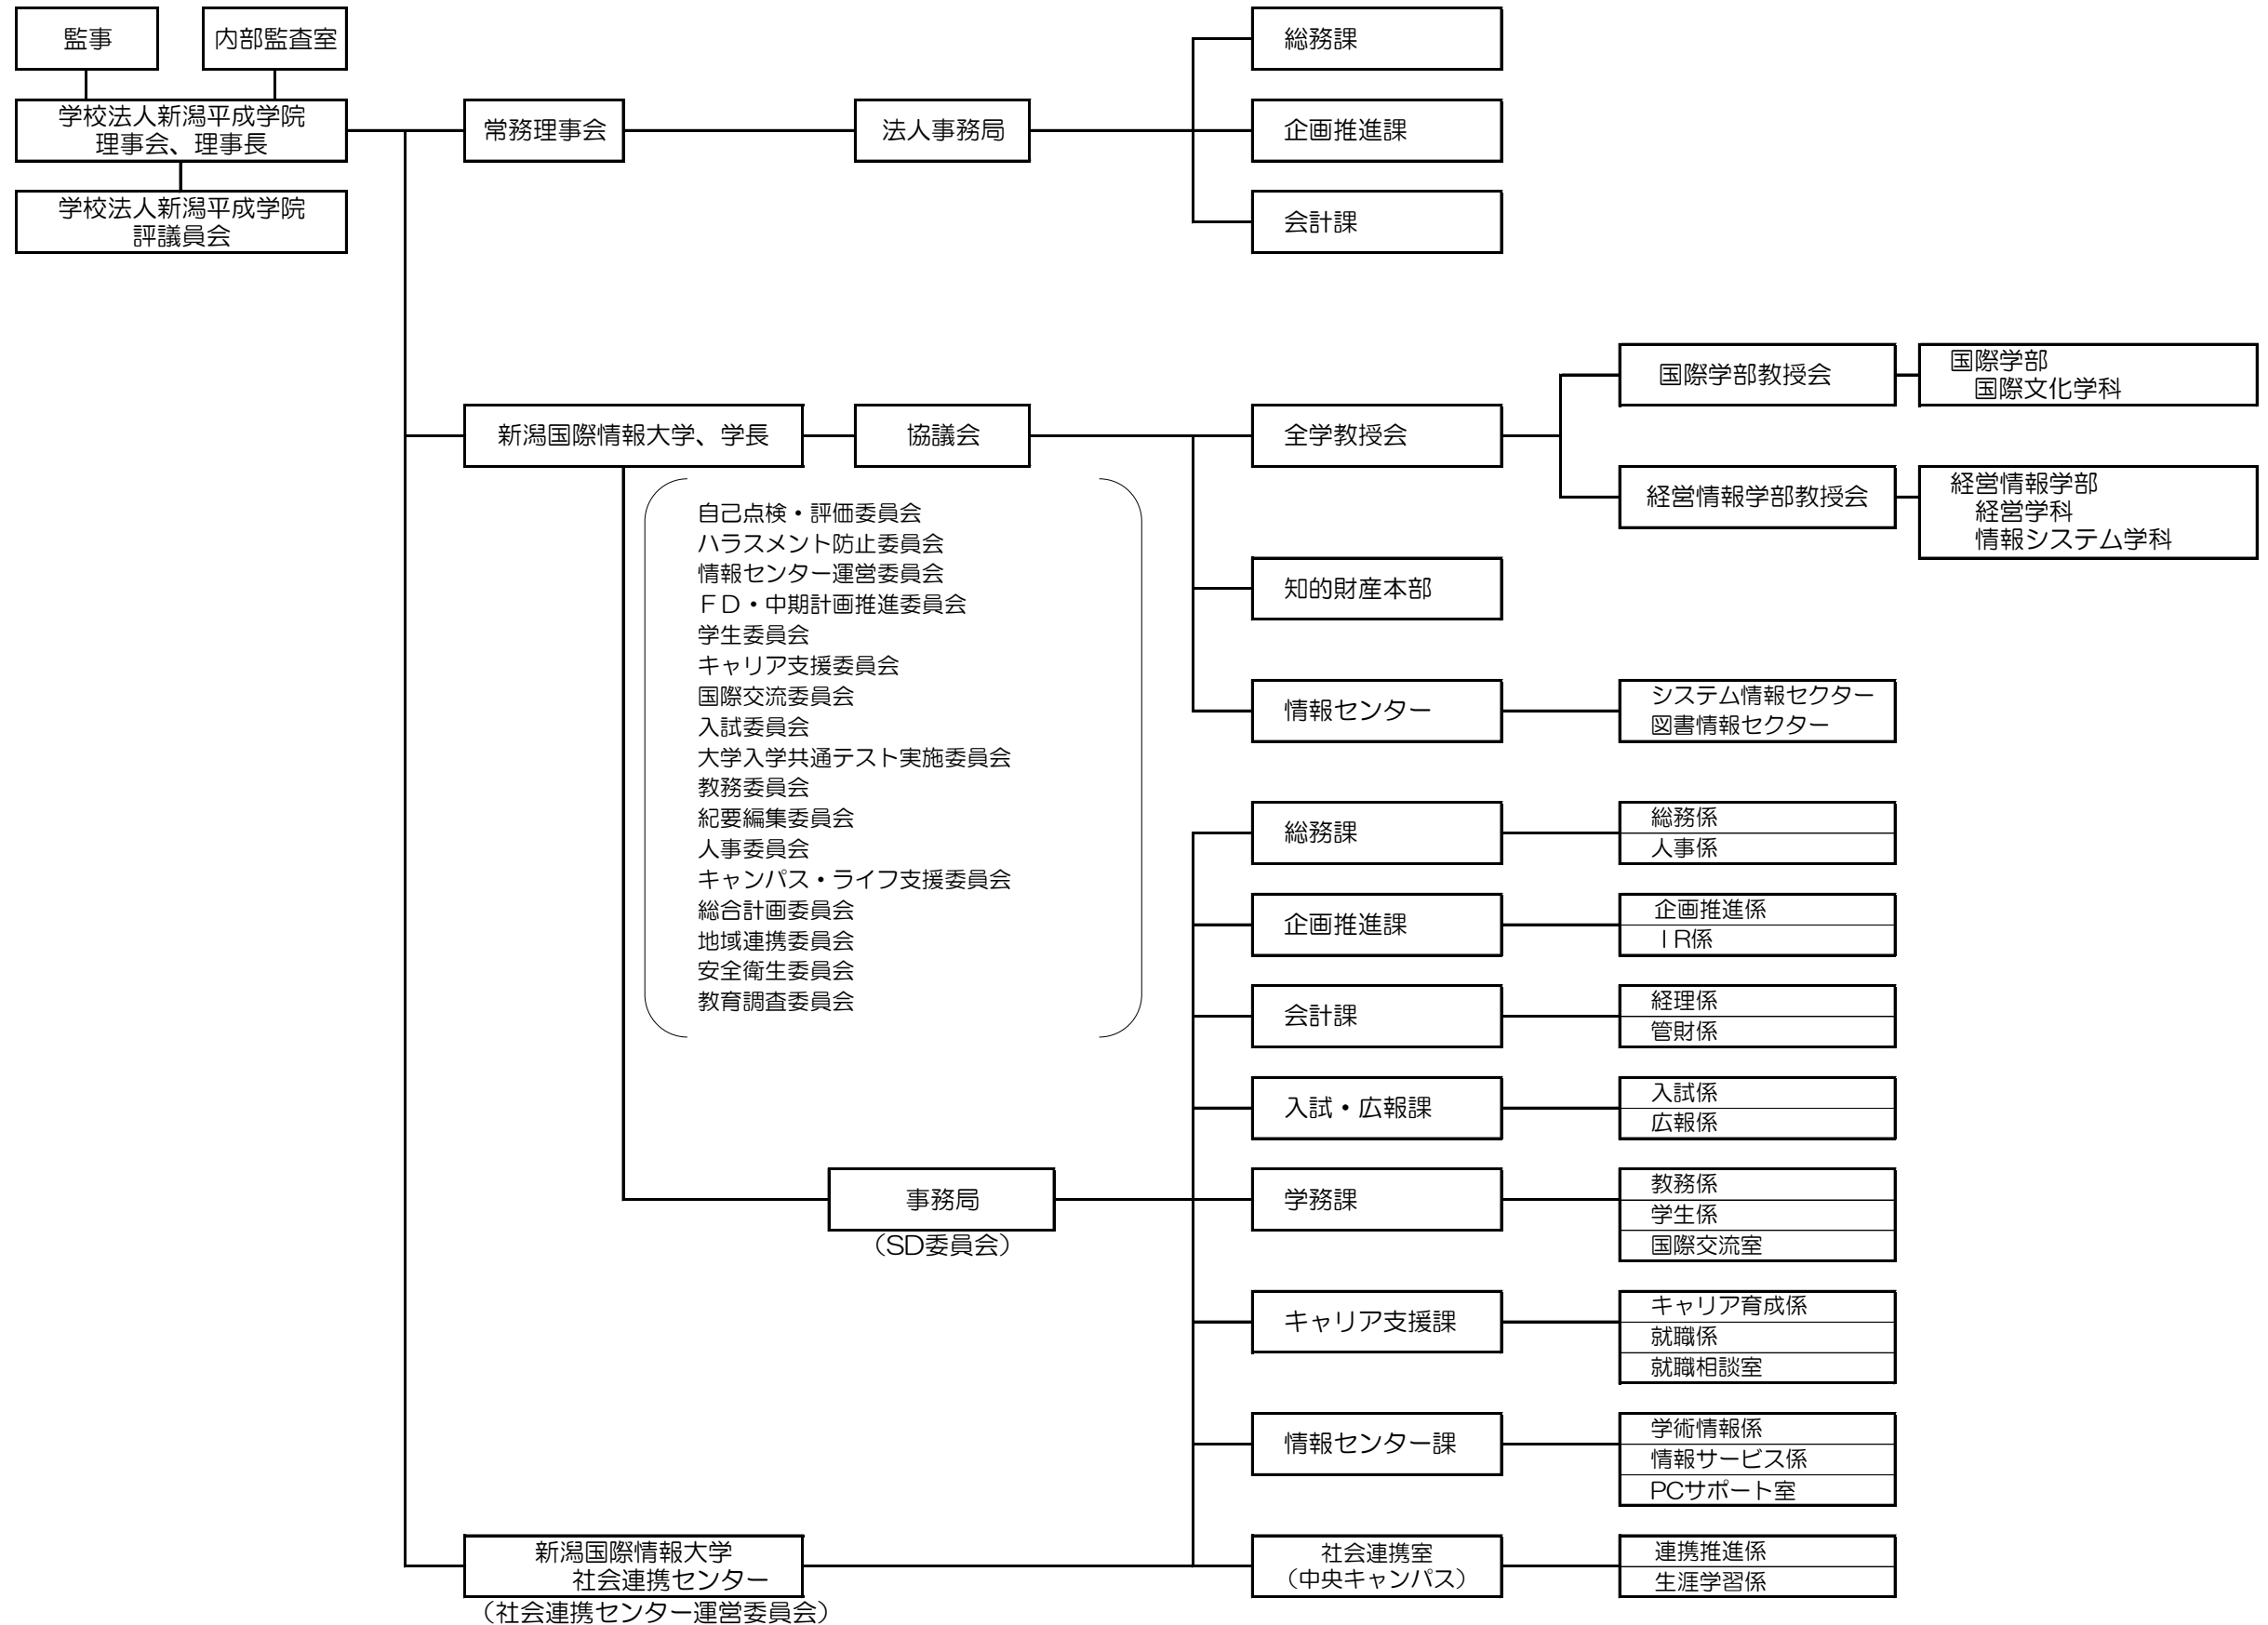 監事
内部監査室
学校法人新潟平成学院
理事会、理事長
学校法人新潟平成学院
評議員会
常務理事会
法人事務局
総務課
企画推進課
会計課
新潟国際情報大学、学長
協議会
全学教授会
国際学部教授会
国際学部
国際文化学科
経営情報学部教授会
経営情報学部
経営学科
情報システム学科
自己点検・評価委員会
ハラスメント防止委員会
情報センター運営委員会
ＦＤ・中期計画推進委員会
学生委員会
キャリア支援委員会
国際交流委員会
入試委員会
大学入学共通テスト実施委員会
教務委員会
紀要編集委員会
人事委員会
キャンパス・ライフ支援委員会
総合計画委員会
地域連携委員会
安全衛生委員会
教育調査委員会
知的財産本部
情報センター
システム情報セクター
図書情報セクター
事務局
（SD委員会）
総務課
総務係
人事係
企画推進課
企画推進係
ＩR係
会計課
経理係
管財係
入試・広報課
入試係
広報係
学務課
教務係
学生係
国際交流室
キャリア支援課
キャリア育成係
就職係
就職相談室
情報センター課
学術情報係
情報サービス係
PCサポート室
新潟国際情報大学
社会連携センター
（社会連携センター運営委員会）
社会連携室
（中央キャンパス）
連携推進係
生涯学習係